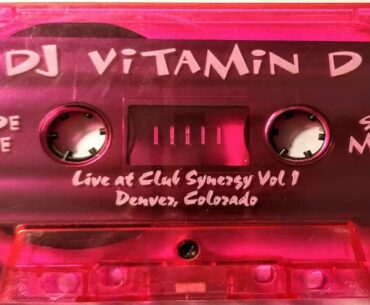 DJ ViTAMiN D
Live at Club Synergy Vol 1
Denver, Colorado